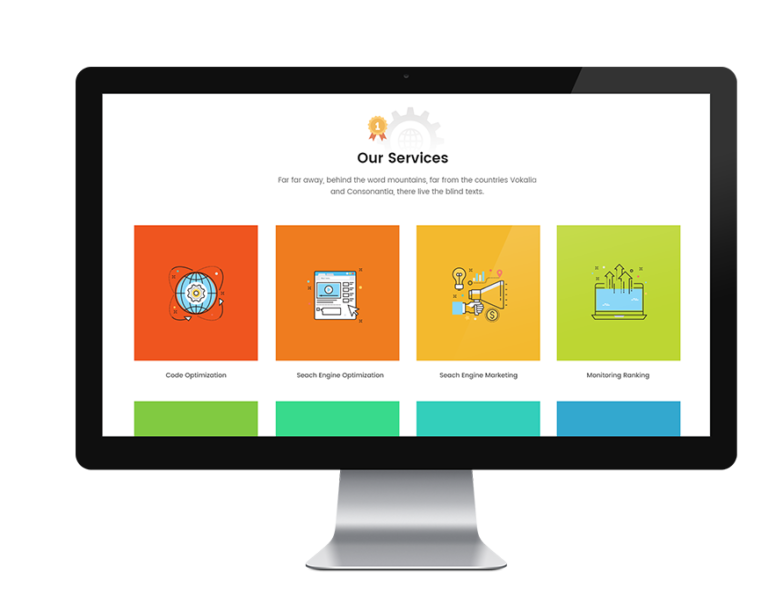 1
Our Services
Far far away, behind the word mountains, far from the countries Vokalia
and Consonantia, there live the blind texts.
Code Optimization
Seach Engine Optimization
Seach Engine Marketing
Monitoring Ranking
$